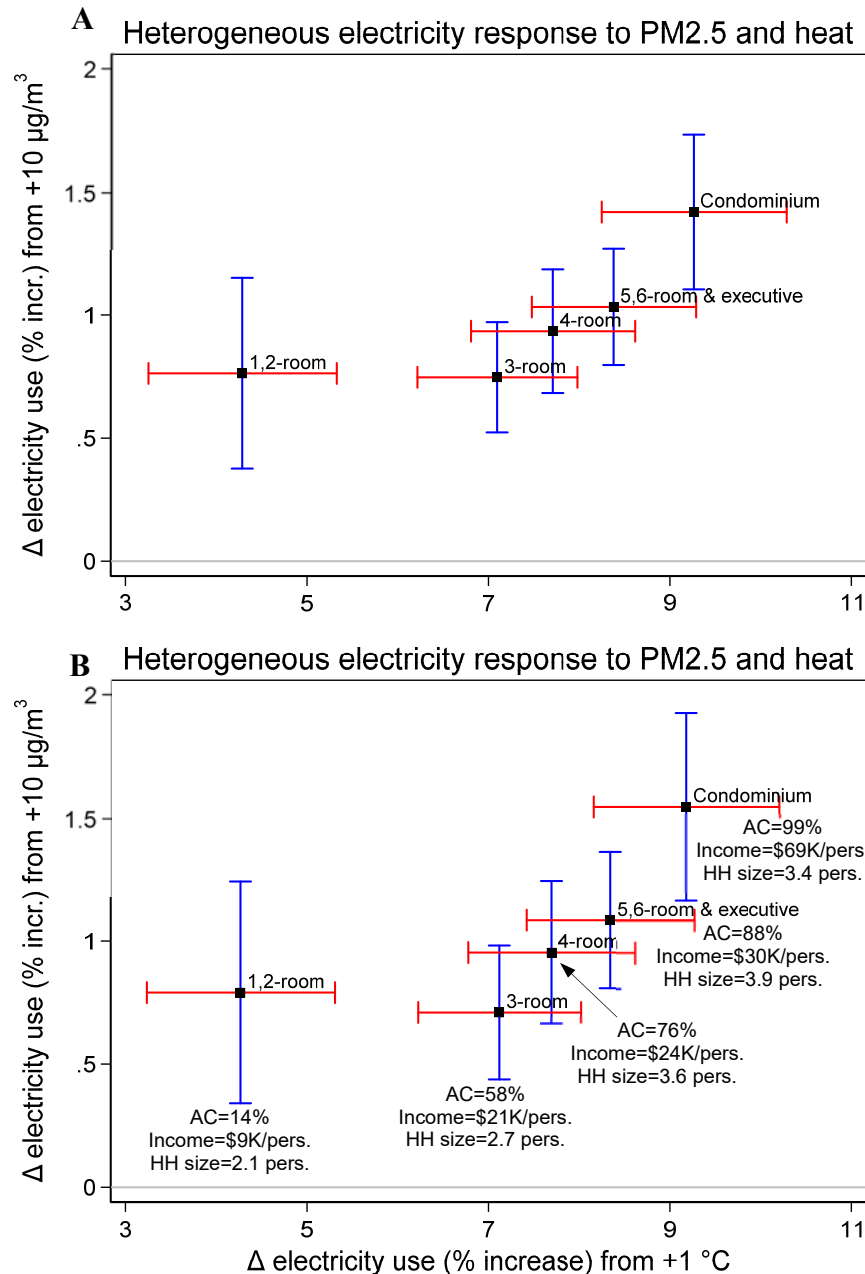 A
Heterogeneous electricity response to PM2.5 and heat
Δ electricity use (% incr.) from +10 µg/m³
2
1.5
1
.5
0
Condominium
5,6-room & executive
4-room
3-room
1,2-room
3
5
7
9
11
B
Heterogeneous electricity response to PM2.5 and heat
Δ electricity use (% incr.) from +10 µg/m³
2
1.5
1
.5
0
Condominium
AC=99%
Income=$69K/pers.
HH size=3.4 pers.
5,6-room & executive
AC=88%
Income=$30K/pers.
HH size=3.9 pers.
4-room
AC=76%
Income=$24K/pers.
HH size=3.6 pers.
3-room
AC=58%
Income=$21K/pers.
HH size=2.7 pers.
1,2-room
AC=14%
Income=$9K/pers.
HH size=2.1 pers.
3
5
7
9
11
Δ electricity use (% increase) from +1 °C